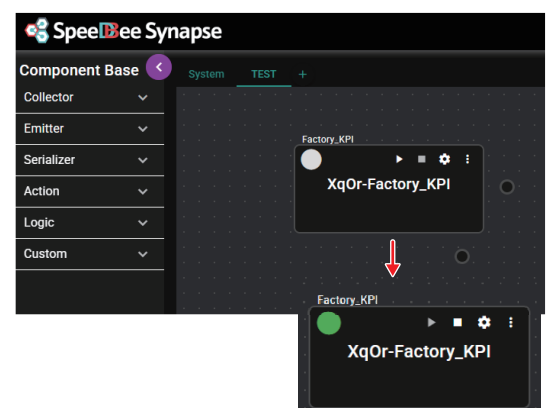 SpeeDBee Synapse
Component Base
System TEST +
Collector
Emitter
Serializer
Action
Logic
Custom
Factory_KPI
XqOr-Factory_KPI
Factory_KPI
XqOr-Factory_KPI